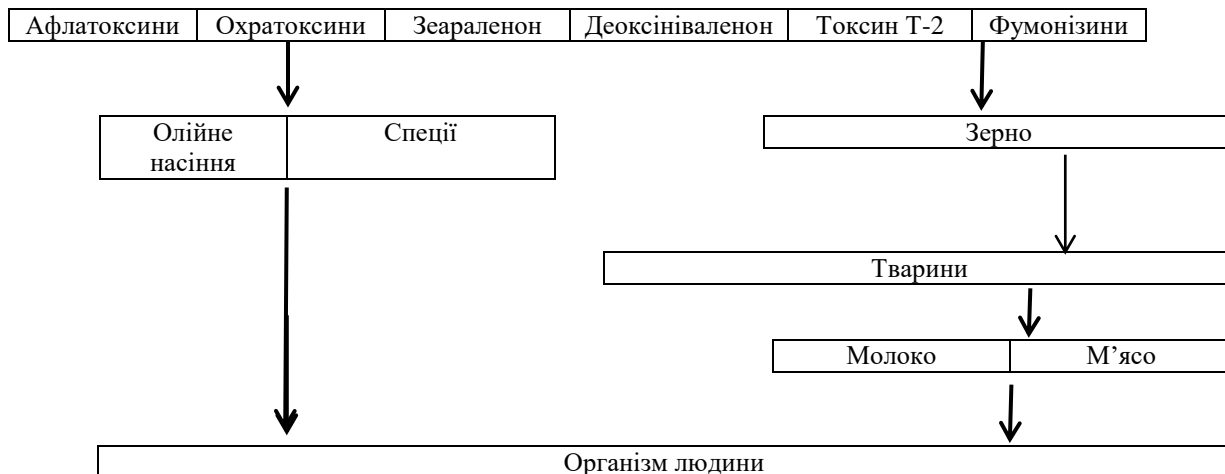 Афлатоксини Охратоксини Зеараленон Деоксініваленон Токсин Т-2 Фумонізини
Олійне насіння
Спеції
Зерно
Тварини
Молоко М’ясо
Організм людини